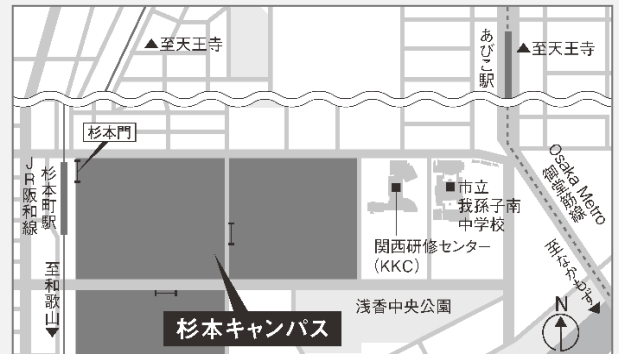 ▲至天王寺
あびこ駅
▲至天王寺
杉本門
JR阪和線
杉本町駅
至和歌山▼
市立
我孫子南
中学校
関西研修センター
(KKC)
Osaka Metro
御堂筋線
至なかもず▼
浅香中央公園
杉本キャンパス
N